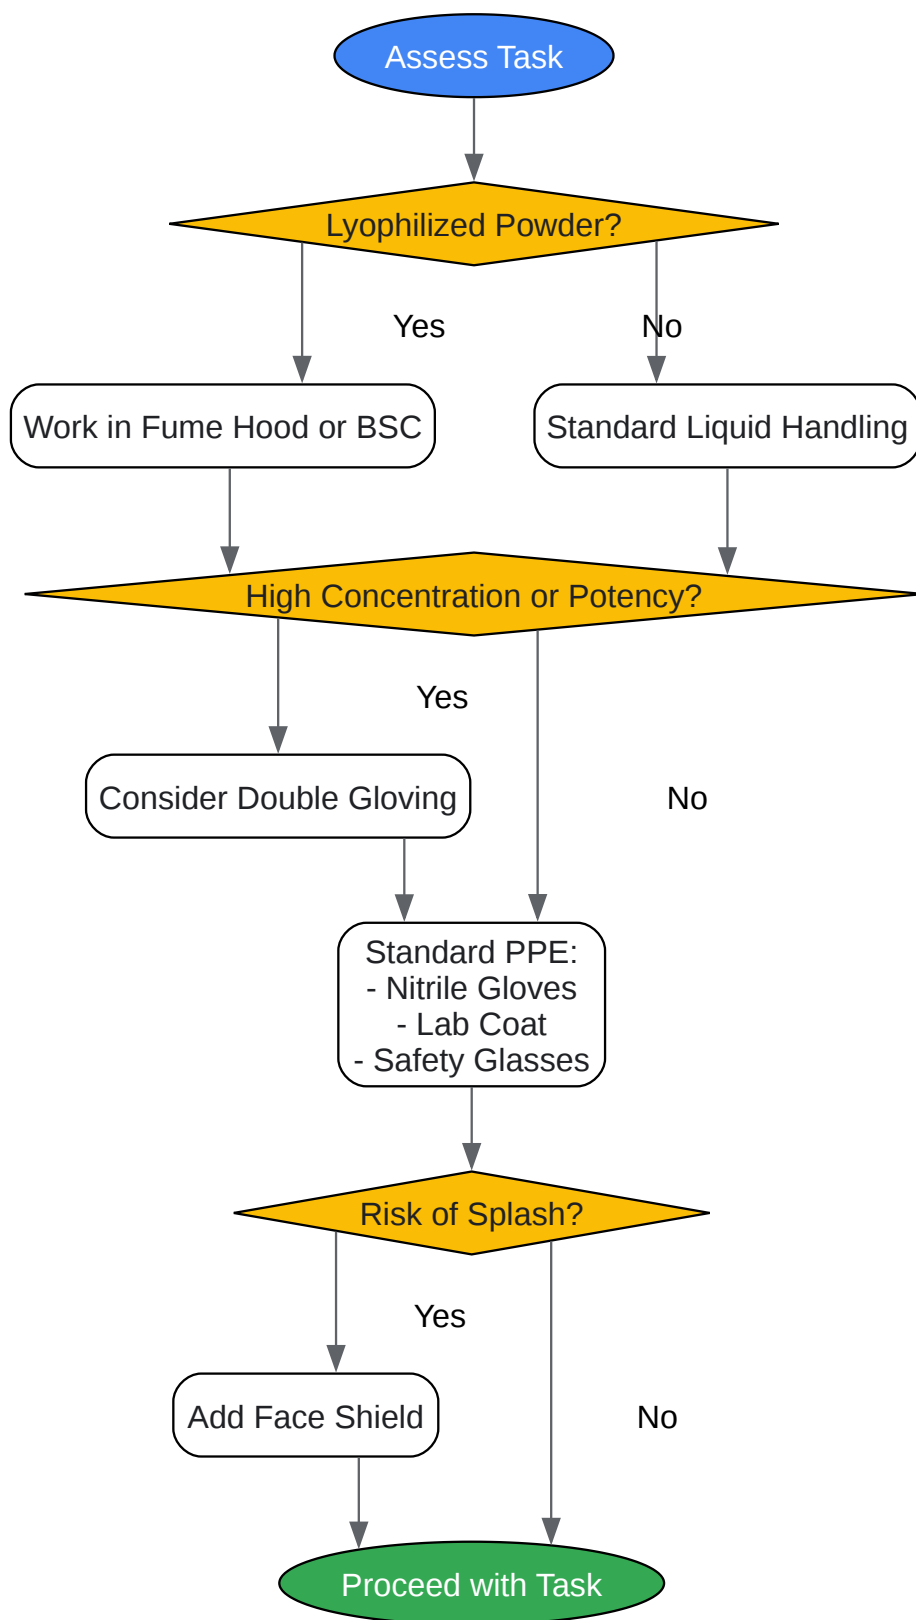 Assess Task
Lyophilized Powder?
Yes
No
Work in Fume Hood or BSC
Standard Liquid Handling
High Concentration or Potency?
Yes
Consider Double Gloving
No
Standard PPE:
- Nitrile Gloves
- Lab Coat
- Safety Glasses
Risk of Splash?
Yes
Add Face Shield
No
Proceed with Task